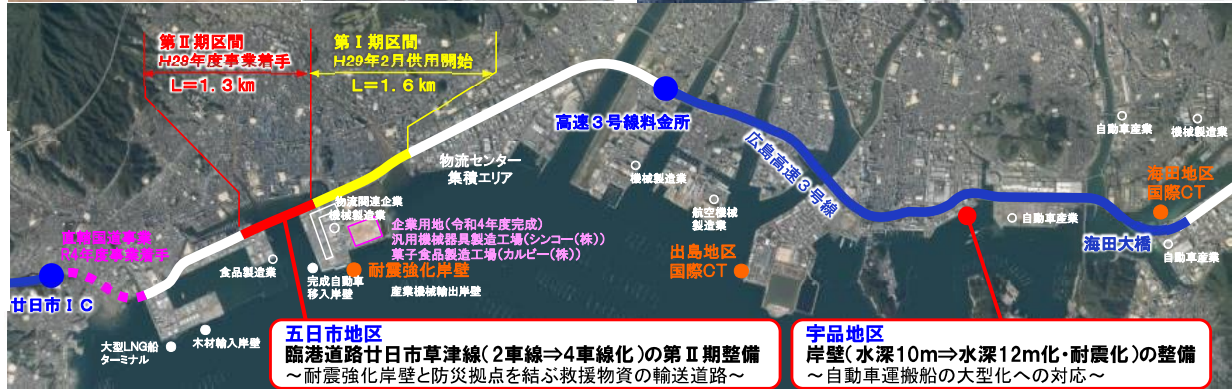 第Ⅱ期区間
H28年度事業着手
L=1.3㎞
第Ⅰ期区間
H29年2月供用開始
L=1.6㎞
高速3号線料金所
広島高速3号線
自動車産業
機械製造業
海田地区
国際CT
物流センター
集積エリア
機械製造業
航空機械
製造業
自動車産業
海田大橋
自動車産業
物流関連企業
機械製造業
企業用地(令和4年度完成)
汎用機械器具製造工場(シンコー(株))
菓子食品製造工場(カルビー(株))
R4年度事業着手
食品製造業
完成自動車
移入岸壁
耐震強化岸壁
産業機械輸出岸壁
出島地区
国際CT
廿日市IC
大型LNG船
ターミナル
木材輸入岸壁
五日市地区
臨港道路廿日市草津線(2車線⇒4車線化)の第Ⅱ期整備
~耐震強化岸壁と防災拠点を結ぶ救援物資の輸送道路~
宇品地区
岸壁(水深10m⇒水深12m化・耐震化)の整備
~自動車運搬船の大型化への対応~